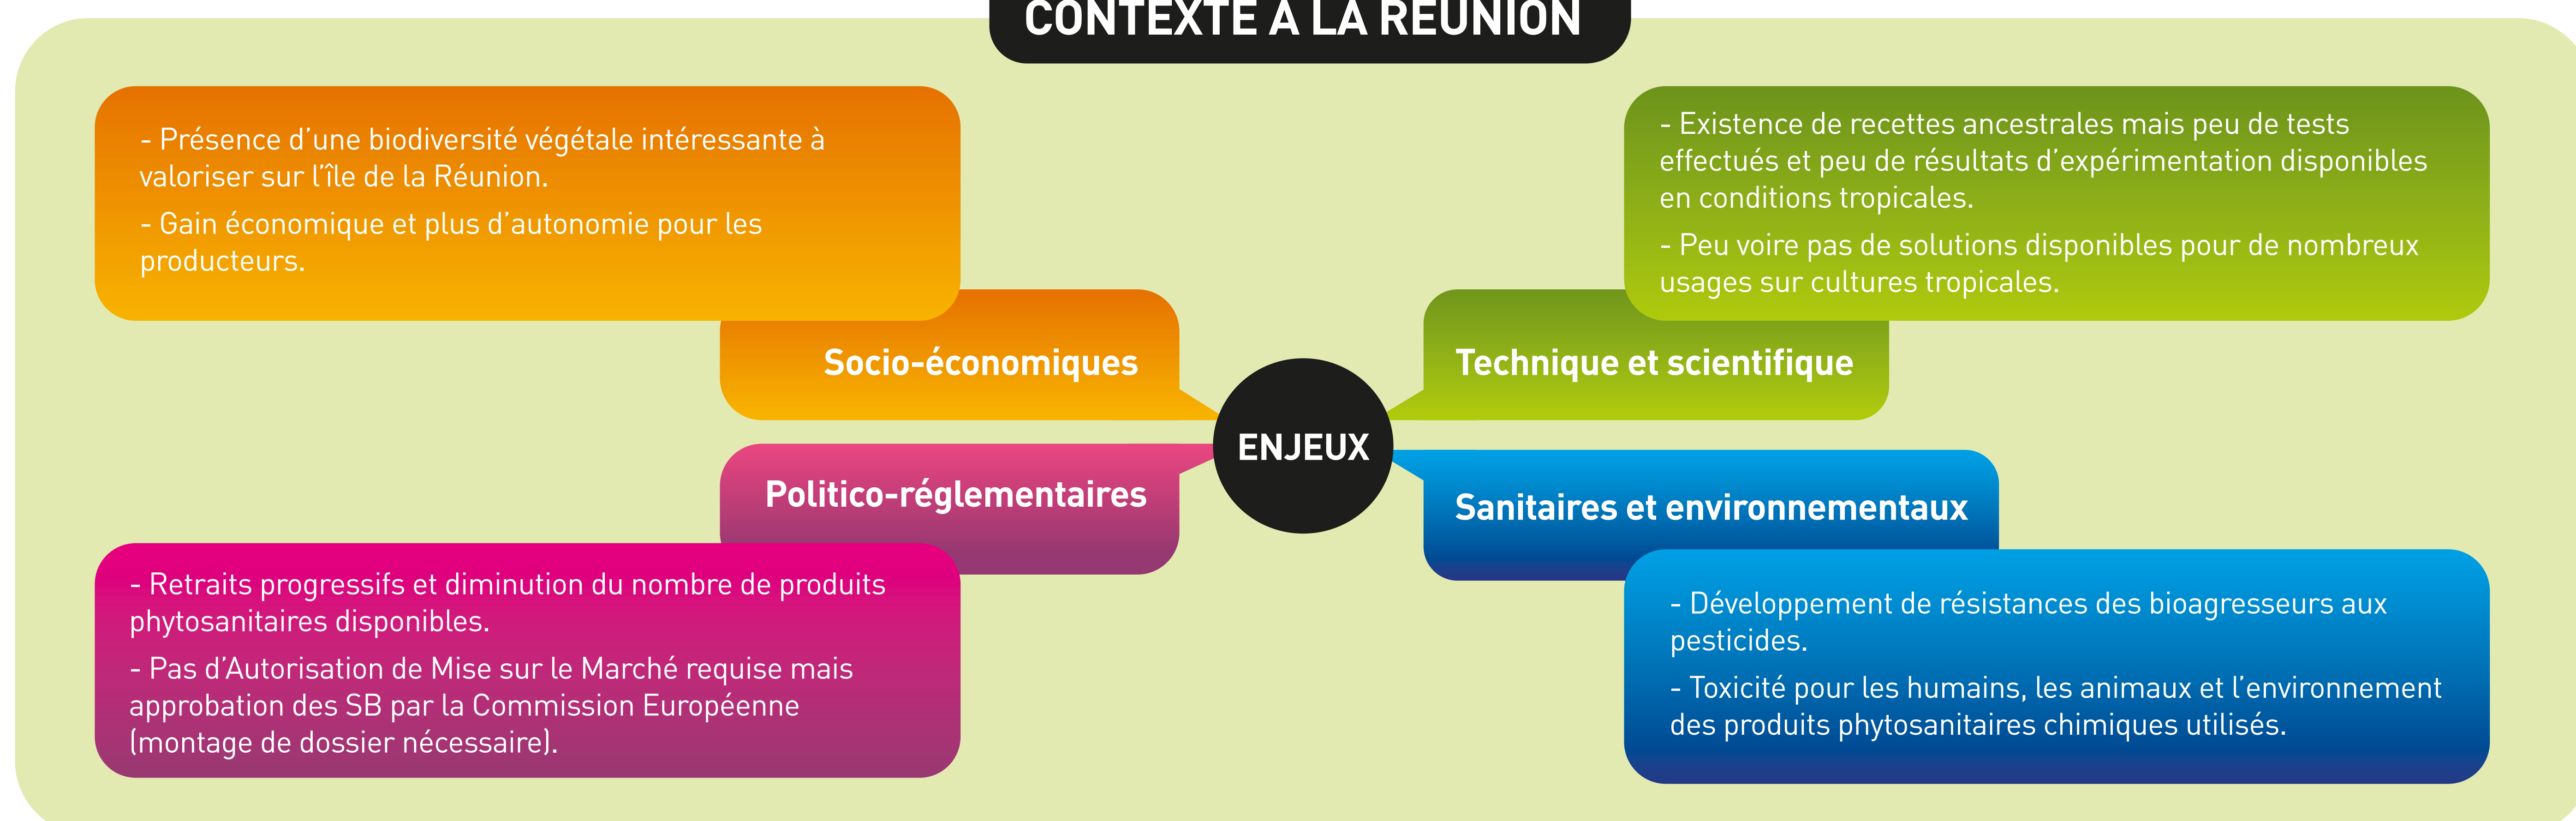 CONTEXTE À LA RÉUNION
- Présence d’une biodiversité végétale intéressante à
valoriser sur l’île de la Réunion.
- Gain économique et plus d’autonomie pour les
producteurs.
Socio-économiques
- Existence de recettes ancestrales mais peu de tests
effectués et peu de résultats d’expérimentation disponibles
en conditions tropicales.
- Peu voire pas de solutions disponibles pour de nombreux
usages sur cultures tropicales.
Technique et scientifique
ENJEUX
Politico-réglementaires
- Retraits progressifs et diminution du nombre de produits
phytosanitaires disponibles.
- Pas d’Autorisation de Mise sur le Marché requise mais
approbation des SB par la Commission Européenne
(montage de dossier nécessaire).
Sanitaires et environnementaux
- Développement de résistances des bioagresseurs aux
pesticides.
- Toxicité pour les humains, les animaux et l’environnement
des produits phytosanitaires chimiques utilisés.